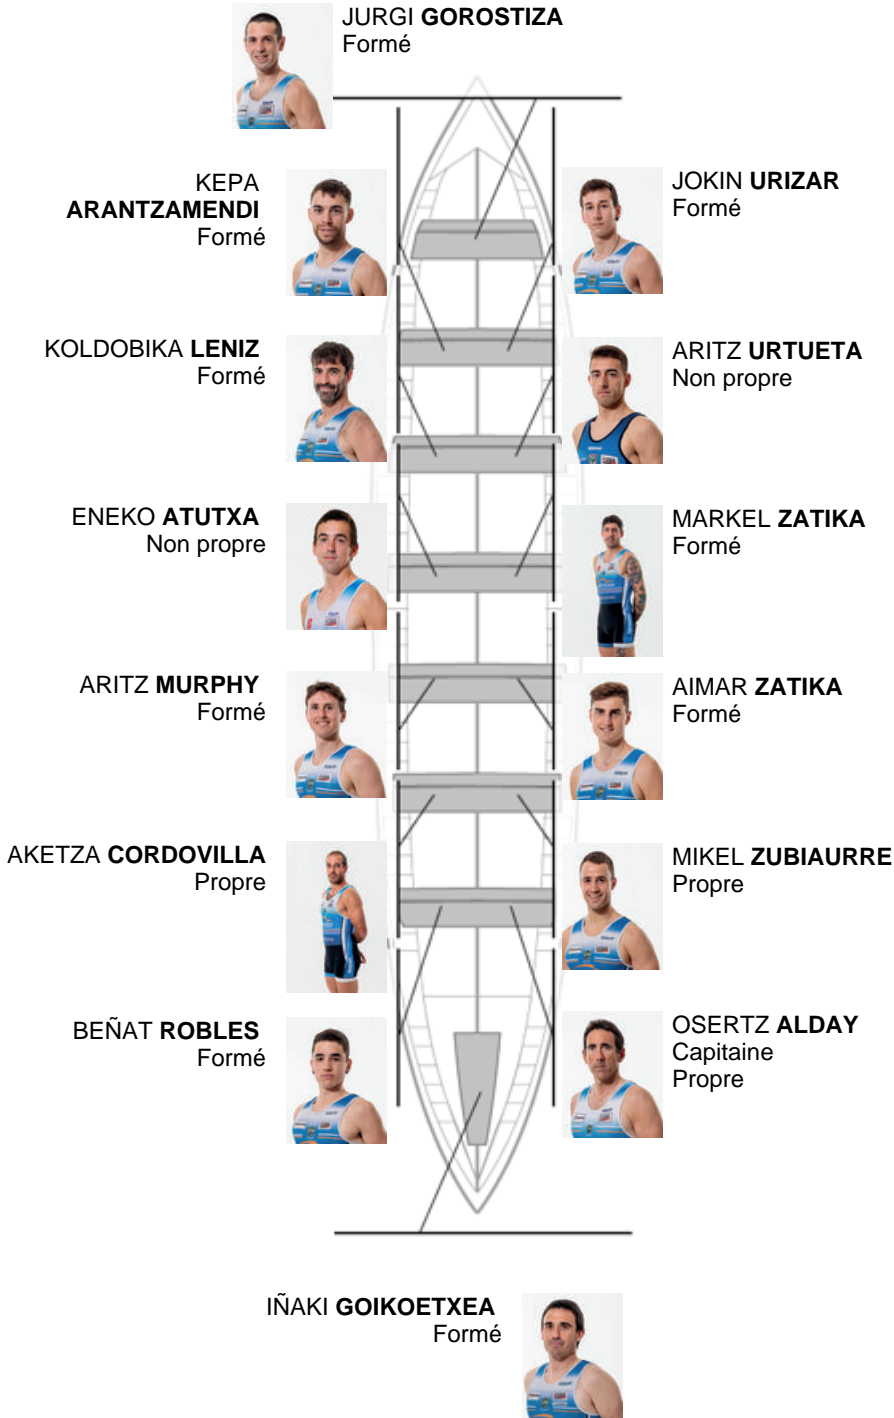 JURGI GOROSTIZA
Formé
KEPA
ARANTZAMENDI
Formé
JOKIN URIZAR
Formé
KOLDOBIKA LENIZ
Formé
ARITZ URTUETA
Non propre
ENEKO ATUTXA
Non propre
MARKEL ZATIKA
Formé
ARITZ MURPHY
Formé
AIMAR ZATIKA
Formé
AKETZA CORDOVILLA
Propre
MIKEL ZUBIAURRE
Propre
BEÑAT ROBLES
Formé
OSERTZ ALDAY
Capitaine
Propre
IÑAKI GOIKOETXEA
Formé